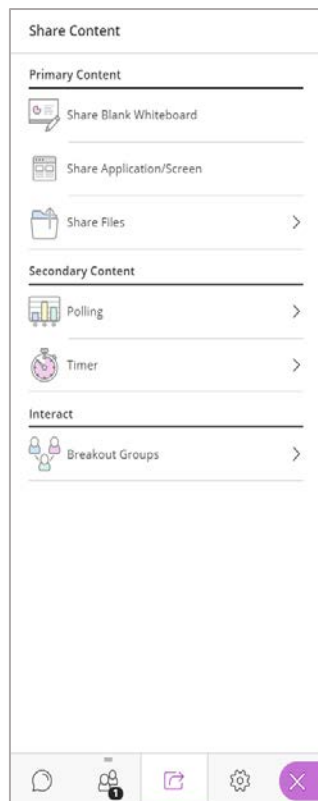 Share Content
Primary Content
Share Blank Whiteboard
Share Application/Screen
Share Files
Secondary Content
Polling
Timer
Interact
Breakout Groups
1